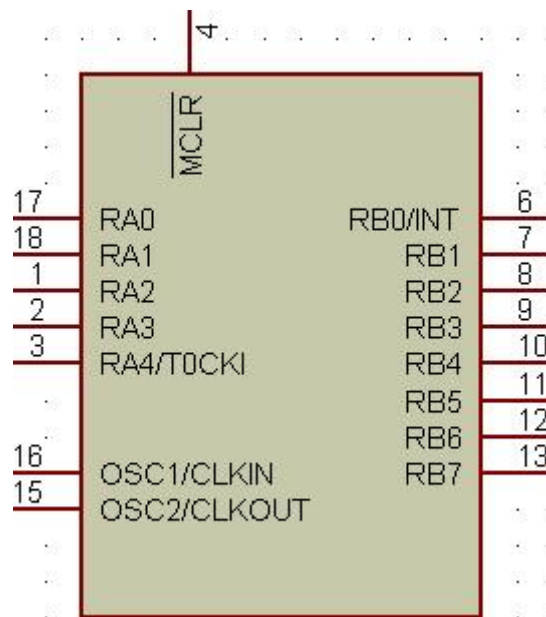 4
MCLR
17 RA0 RB0/INT 6
18 RA1 RB1 7
1 RA2 RB2 8
2 RA3 RB3 9
3 RA4/T0CKI RB4 10
RB5 11
RB6 12
16 OSC1/CLKIN RB7 13
15 OSC2/CLKOUT